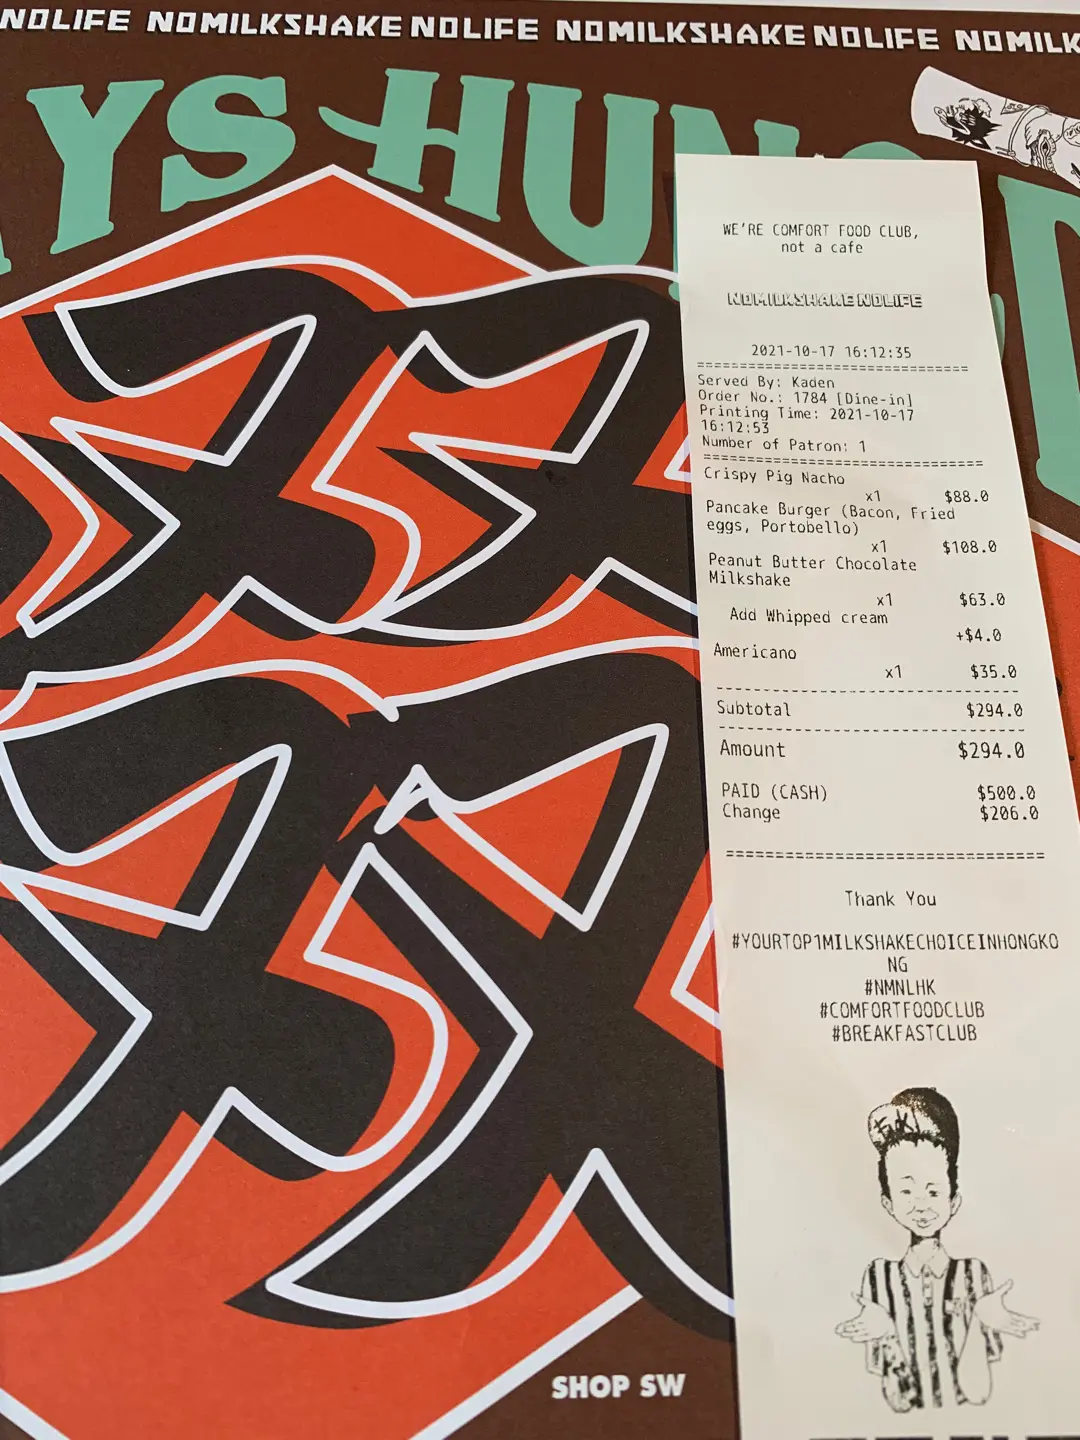 NOLIFE NOMILKSHAKE NOLIFE NOMILKSHAKE NOLIFE NOMILK
YS HUN
WE'RE COMFORT FOOD CLUB,
not a cafe
NOMILKSHAKENOLIFE
2021-10-17 16:12:35
==============================
Served By: Kaden
Order No.: 1784 [Dine-in]
Printing Time: 2021-10-17
16:12:53
Number of Patron: 1
==============================
Crispy Pig Nacho
x1 $88.0
Pancake Burger (Bacon, Fried
eggs, Portobello)
x1 $108.0
Peanut Butter Chocolate
Milkshake
x1 $63.0
Add Whipped cream
+$4.0
Americano
x1 $35.0
------------------------------
Subtotal $294.0
------------------------------
Amount $294.0
PAID (CASH) $500.0
Change $206.0
==============================
Thank You
#YOURTOP1MILKSHAKECHOICEINHONGKO
NG
#NMNLHK
#COMFORTFOODCLUB
#BREAKFASTCLUB
SHOP SW